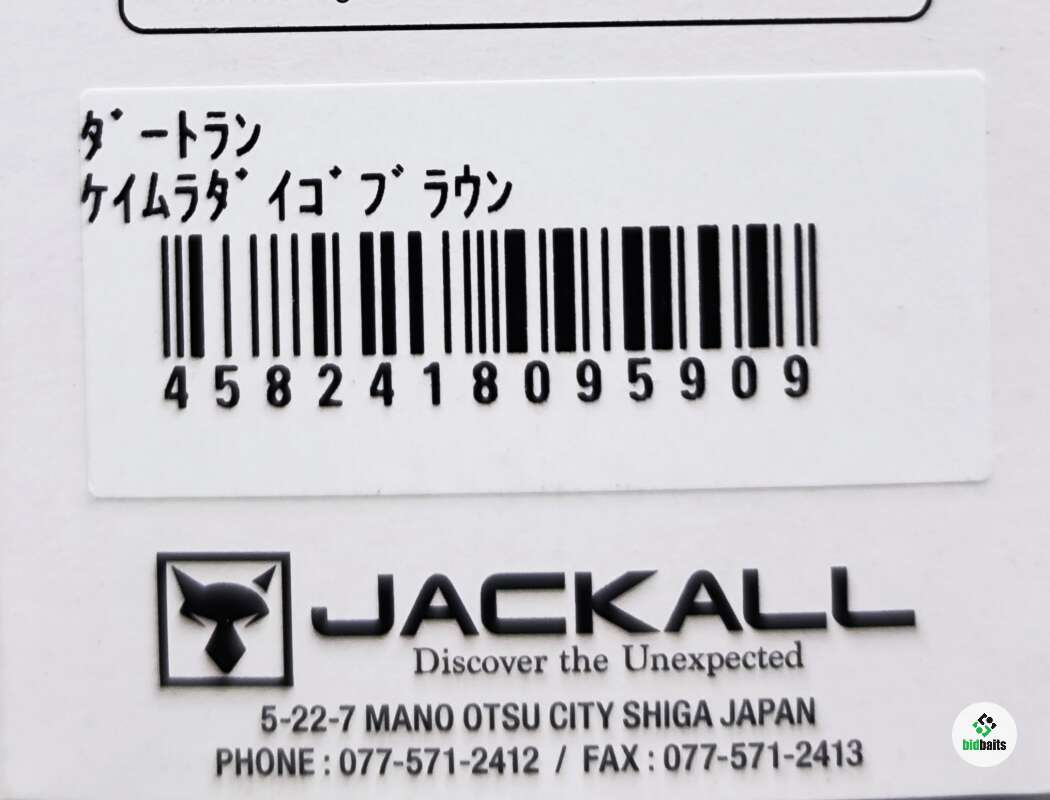 ﾀﾞｰﾄﾗﾝ
ｹｲﾑﾗﾀﾞｲｺﾞﾌﾞﾗｳﾝ
4582418095909
JACKALL
Discover the Unexpected
5-22-7 MANO OTSU CITY SHIGA JAPAN
PHONE : 077-571-2412 / FAX : 077-571-2413
bidbaits